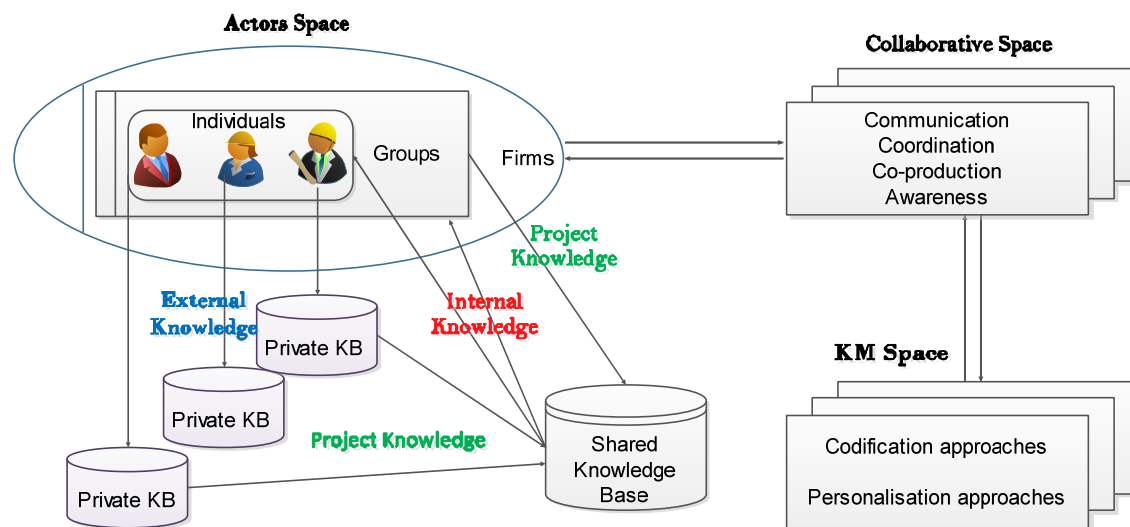 Actors Space
Collaborative Space
Individuals
Groups
Firms
Communication
Coordination
Co-production
Awareness
Project
Knowledge
External
Knowledge
Internal
Knowledge
Private KB
KM Space
Private KB
Project Knowledge
Shared
Knowledge
Base
Codification approaches
Private KB
Personalisation approaches